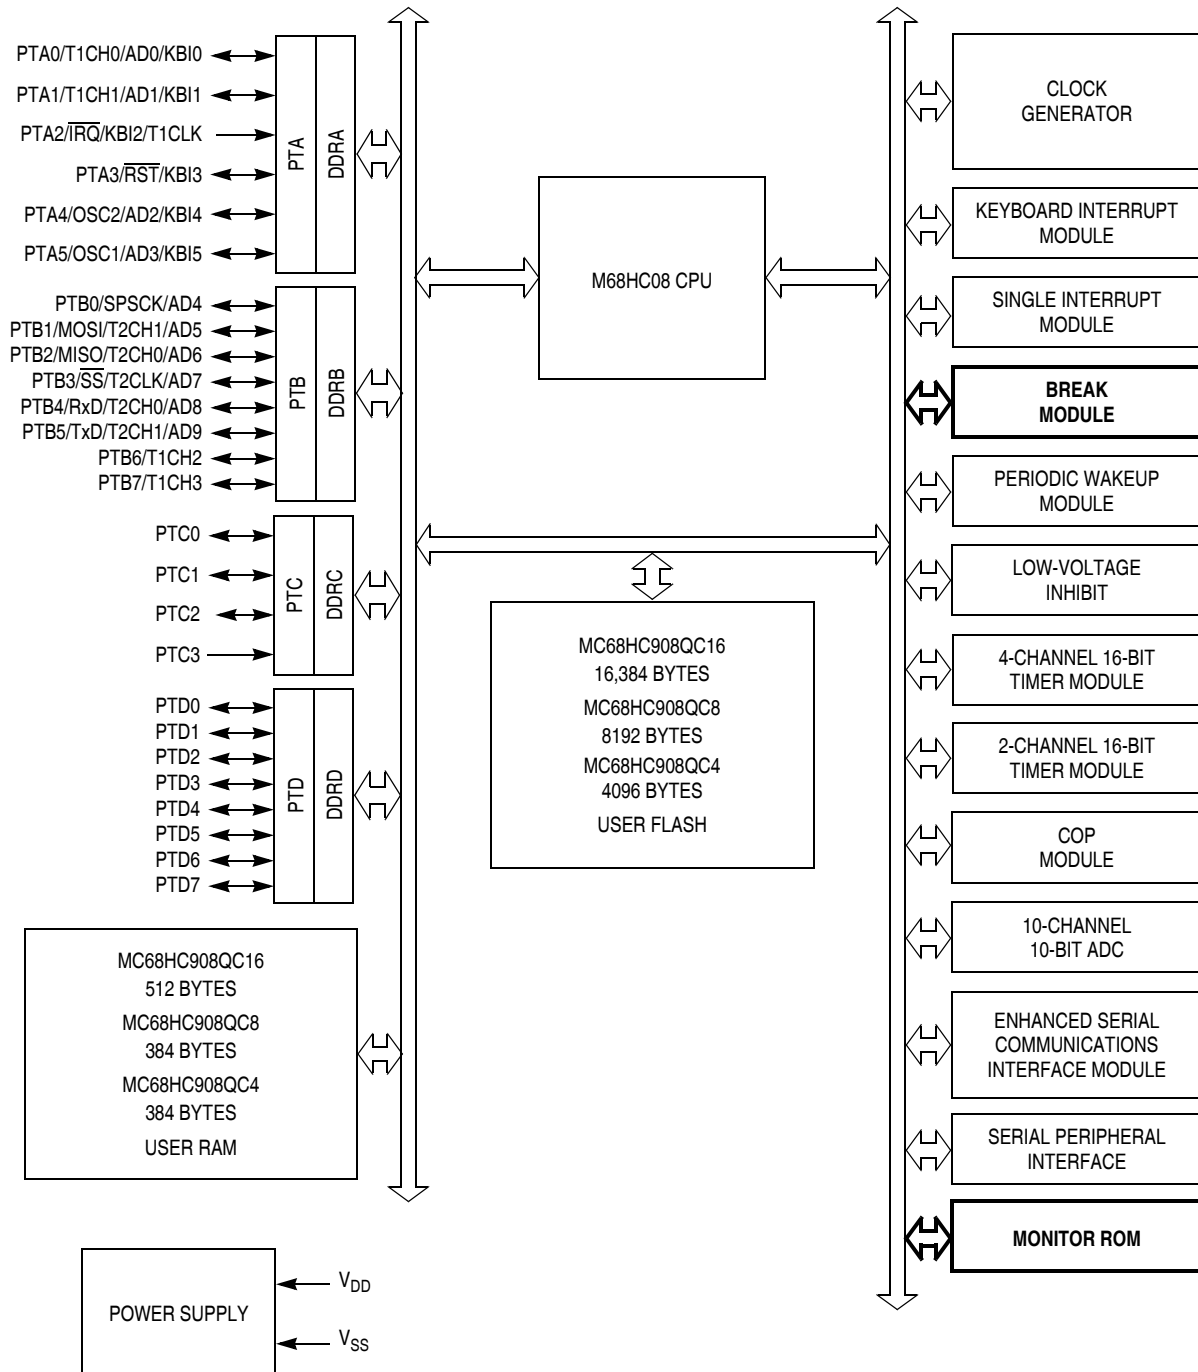 PTA0/T1CH0/AD0/KBI0
PTA1/T1CH1/AD1/KBI1
PTA2/I̅R̅Q̅/KBI2/T1CLK
PTA3/R̅S̅T̅/KBI3
PTA4/OSC2/AD2/KBI4
PTA5/OSC1/AD3/KBI5
PTA
DDRA
PTB0/SPSCK/AD4
PTB1/MOSI/T2CH1/AD5
PTB2/MISO/T2CH0/AD6
PTB3/S̅S̅/T2CLK/AD7
PTB4/RxD/T2CH0/AD8
PTB5/TxD/T2CH1/AD9
PTB6/T1CH2
PTB7/T1CH3
PTB
DDRB
PTC0
PTC1
PTC2
PTC3
PTC
DDRC
PTD0
PTD1
PTD2
PTD3
PTD4
PTD5
PTD6
PTD7
PTD
DDRD
MC68HC908QC16
512 BYTES
MC68HC908QC8
384 BYTES
MC68HC908QC4
384 BYTES
USER RAM
POWER SUPPLY
VDD
VSS
M68HC08 CPU
MC68HC908QC16
16,384 BYTES
MC68HC908QC8
8192 BYTES
MC68HC908QC4
4096 BYTES
USER FLASH
CLOCK
GENERATOR
KEYBOARD INTERRUPT
MODULE
SINGLE INTERRUPT
MODULE
BREAK
MODULE
PERIODIC WAKEUP
MODULE
LOW-VOLTAGE
INHIBIT
4-CHANNEL 16-BIT
TIMER MODULE
2-CHANNEL 16-BIT
TIMER MODULE
COP
MODULE
10-CHANNEL
10-BIT ADC
ENHANCED SERIAL
COMMUNICATIONS
INTERFACE MODULE
SERIAL PERIPHERAL
INTERFACE
MONITOR ROM